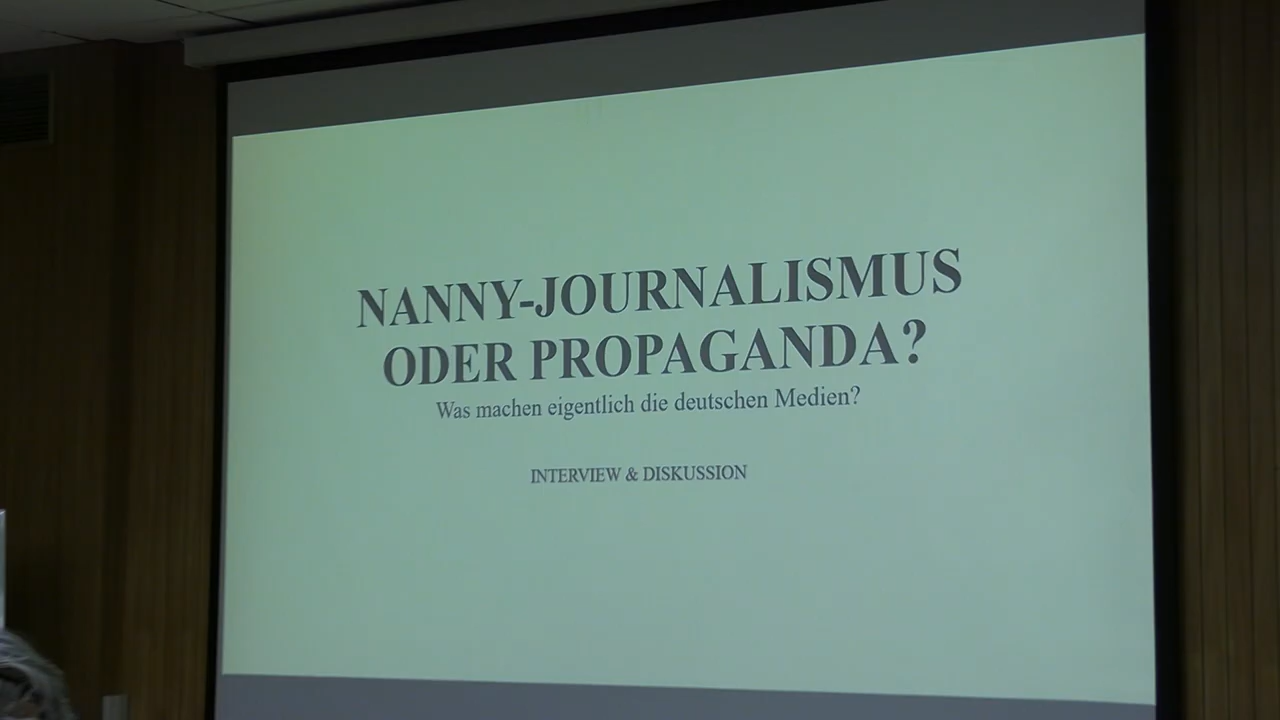 NANNY-JOURNALISMUS
ODER PROPAGANDA?
Was machen eigentlich die deutschen Medien?
INTERVIEW & DISKUSSION